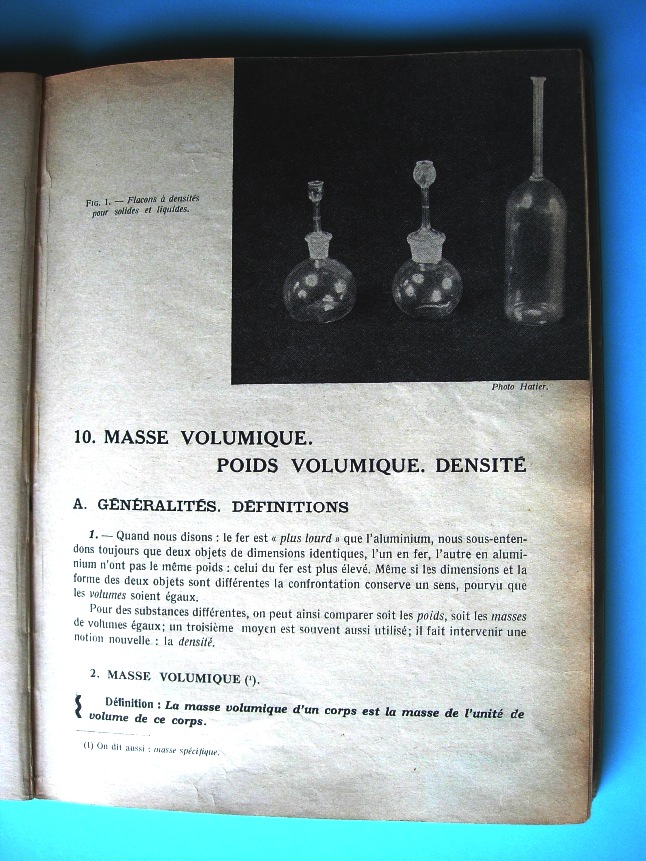 FIG. 1. — Flacons à densités
pour solides et liquides.
Photo Hatier.
10. MASSE VOLUMIQUE.
POIDS VOLUMIQUE. DENSITÉ
A. GÉNÉRALITÉS. DÉFINITIONS
1. — Quand nous disons : le fer est « plus lourd » que l'aluminium, nous sous-enten-
dons toujours que deux objets de dimensions identiques, l'un en fer, l'autre en alumi-
nium n'ont pas le même poids : celui du fer est plus élevé. Même si les dimensions et la
forme des deux objets sont différentes la confrontation conserve un sens, pourvu que
les volumes soient égaux.
Pour des substances différentes, on peut ainsi comparer soit les poids, soit les masses
de volumes égaux; un troisième moyen est souvent aussi utilisé; il fait intervenir une
notion nouvelle : la densité.
2. MASSE VOLUMIQUE (¹).
Définition : La masse volumique d'un corps est la masse de l'unité de
volume de ce corps.
(1) On dit aussi : masse spécifique.